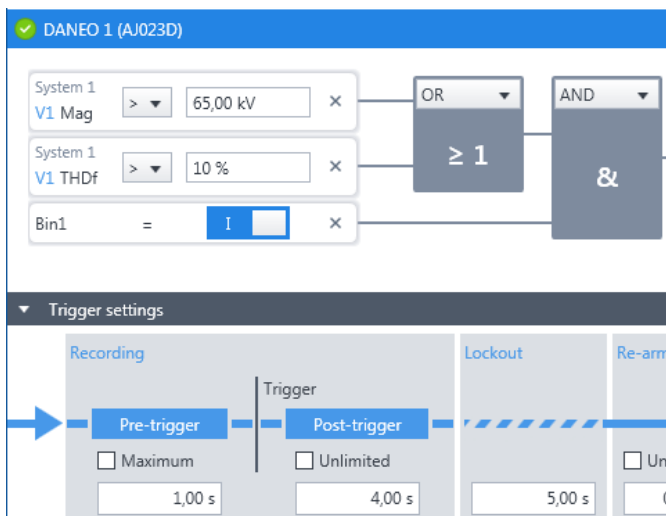 DANEO 1 (AJ023D)
System 1
V1 Mag > 65,00 kV ×
System 1
V1 THDf > 10 % ×
Bin1 = I ×
OR
≥ 1
AND
&
Trigger settings
Recording
Trigger
Pre-trigger Post-trigger
Maximum Unlimited
1,00 s 4,00 s
Lockout
5,00 s
Re-arm